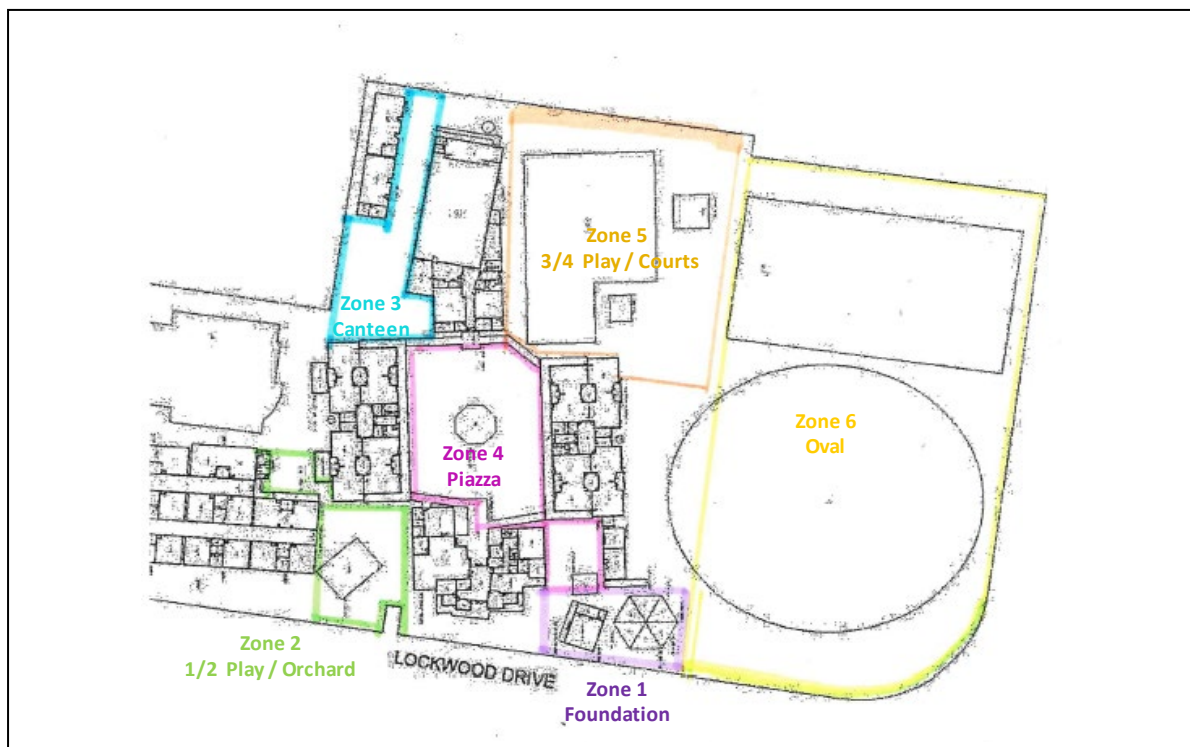 Zone 5
3/4 Play / Courts
Zone 3
Canteen
Zone 6
Oval
Zone 4
Piazza
Zone 2
1/2 Play / Orchard
LOCKWOOD DRIVE
Zone 1
Foundation